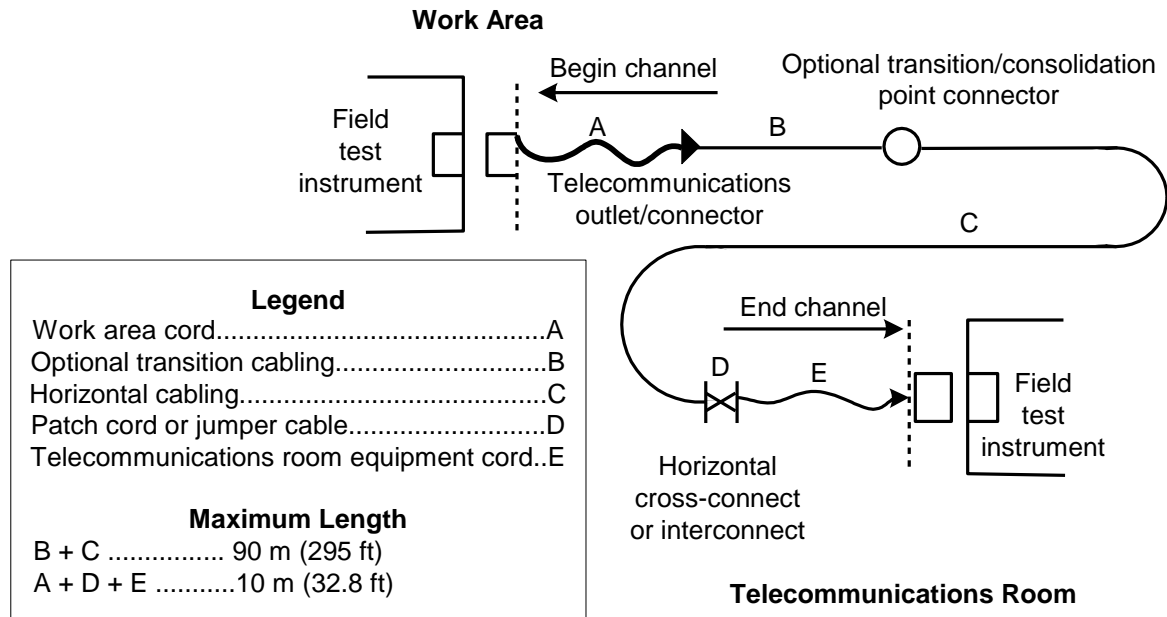 Work Area
Begin channel
Optional transition/consolidation
point connector
Field
test
instrument
A
B
Telecommunications
outlet/connector
C
Legend
Work area cord...............................................A
Optional transition cabling..............................B
Horizontal cabling............................................C
Patch cord or jumper cable.............................D
Telecommunications room equipment cord..E
Maximum Length
B + C ................ 90 m (295 ft)
A + D + E ...........10 m (32.8 ft)
End channel
D
E
Field
test
instrument
Horizontal
cross-connect
or interconnect
Telecommunications Room